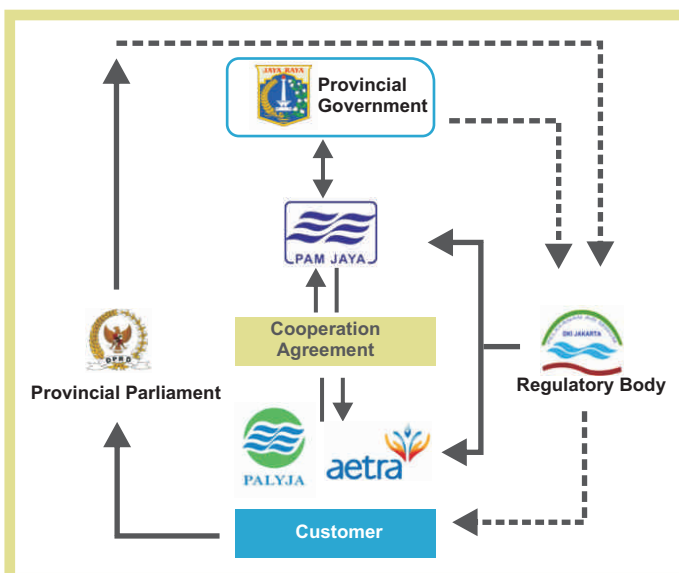 JAYA RAYA
Provincial
Government
PAM JAYA
Cooperation
Agreement
DPRD
Provincial Parliament
DKI JAKARTA
Regulatory Body
PALYJA
aetra
Customer